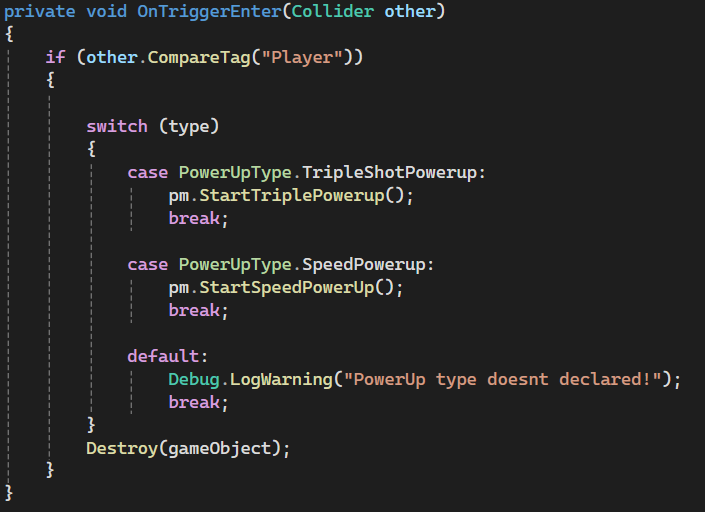 private void OnTriggerEnter(Collider other)
{
    if (other.CompareTag("Player"))
    {

        switch (type)
        {
            case PowerUpType.TripleShotPowerup:
                pm.StartTriplePowerup();
                break;

            case PowerUpType.SpeedPowerup:
                pm.StartSpeedPowerUp();
                break;

            default:
                Debug.LogWarning("PowerUp type doesnt declared!");
                break;
        }
        Destroy(gameObject);
    }
}